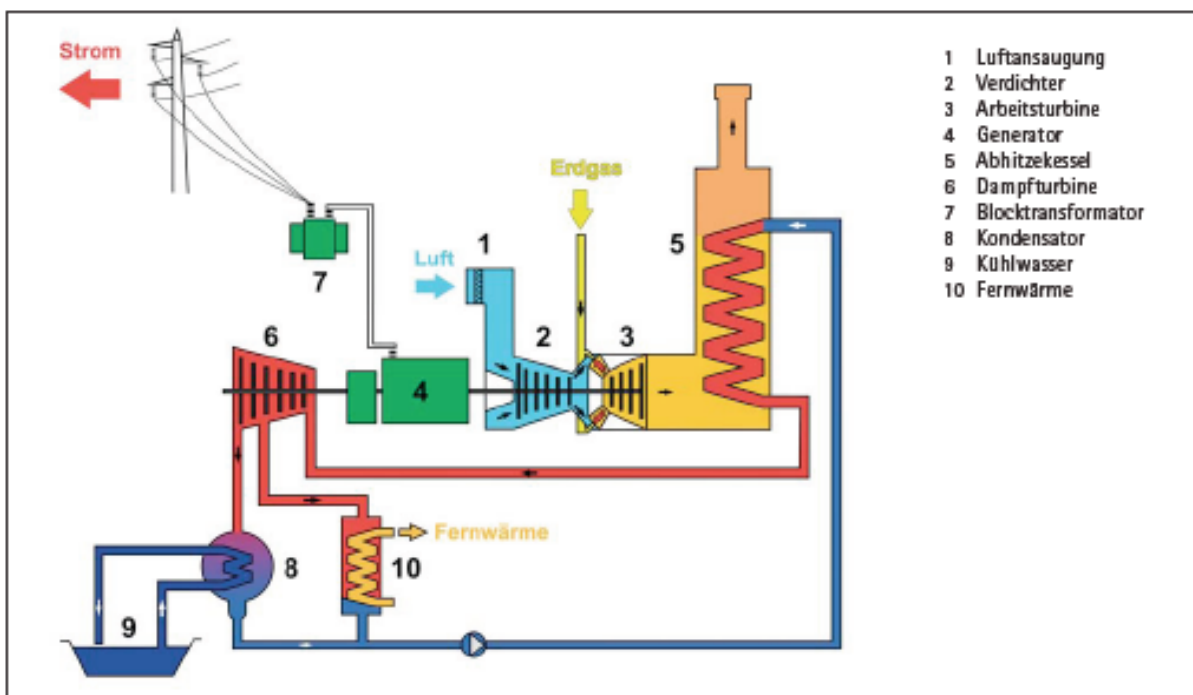 Strom
Erdgas
Luft
1
2
3
4
5
6
7
8
9
10
Fernwärme
1 Luftansaugung
2 Verdichter
3 Arbeitsturbine
4 Generator
5 Abhitzekessel
6 Dampfturbine
7 Blocktransformator
8 Kondensator
9 Kühlwasser
10 Fernwärme